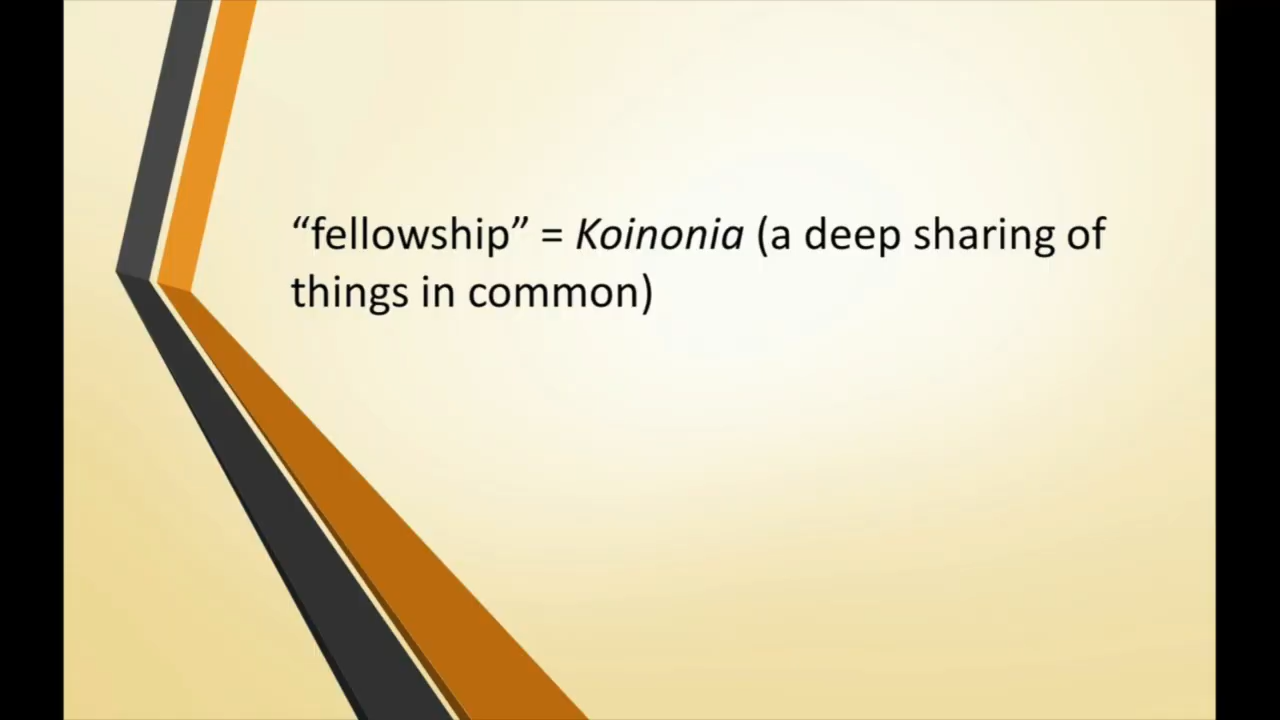 “fellowship” = Koinonia (a deep sharing of
things in common)